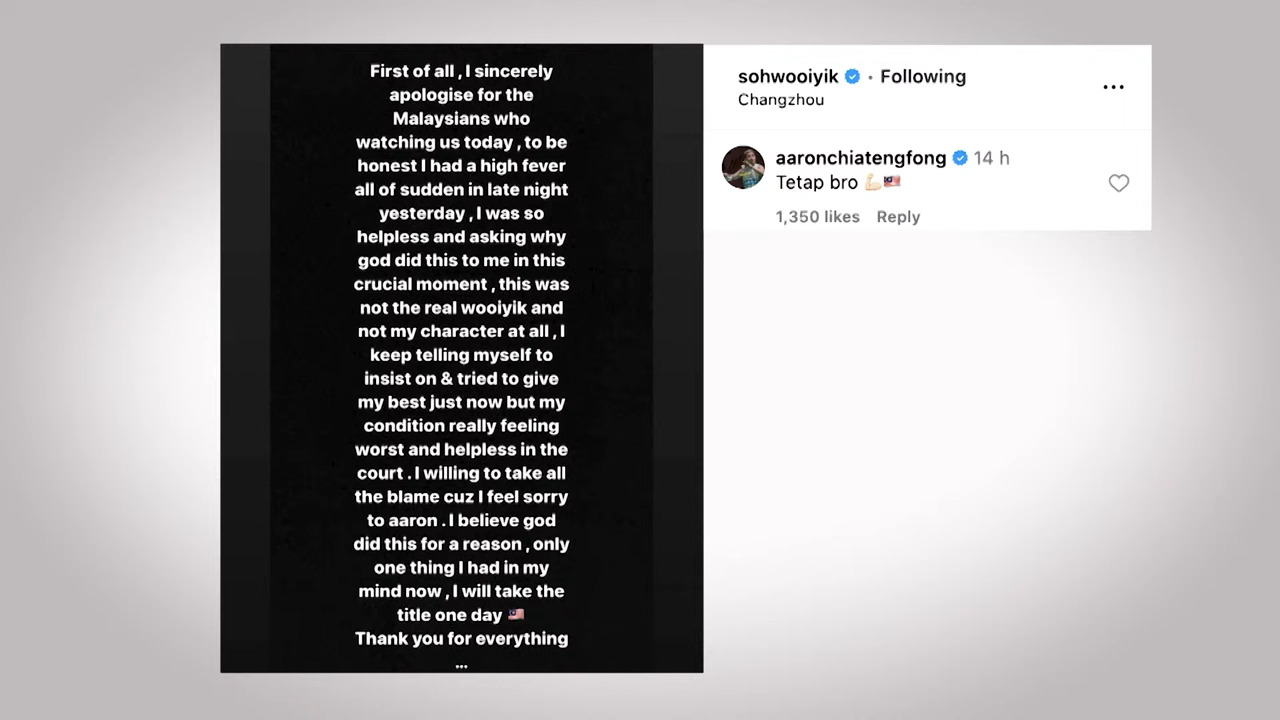 First of all , I sincerely
apologise for the
Malaysians who
watching us today , to be
honest I had a high fever
all of sudden in late night
yesterday , I was so
helpless and asking why
god did this to me in this
crucial moment , this was
not the real wooiyik and
not my character at all , I
keep telling myself to
insist on & tried to give
my best just now but my
condition really feeling
worst and helpless in the
court . I willing to take all
the blame cuz I feel sorry
to aaron . I believe god
did this for a reason , only
one thing I had in my
mind now , I will take the
title one day 🇲🇾
Thank you for everything
...
sohwooiyik • Following
Changzhou
aaronchiatengfong 14 h
Tetap bro 💪🏻🇲🇾
1,350 likes Reply